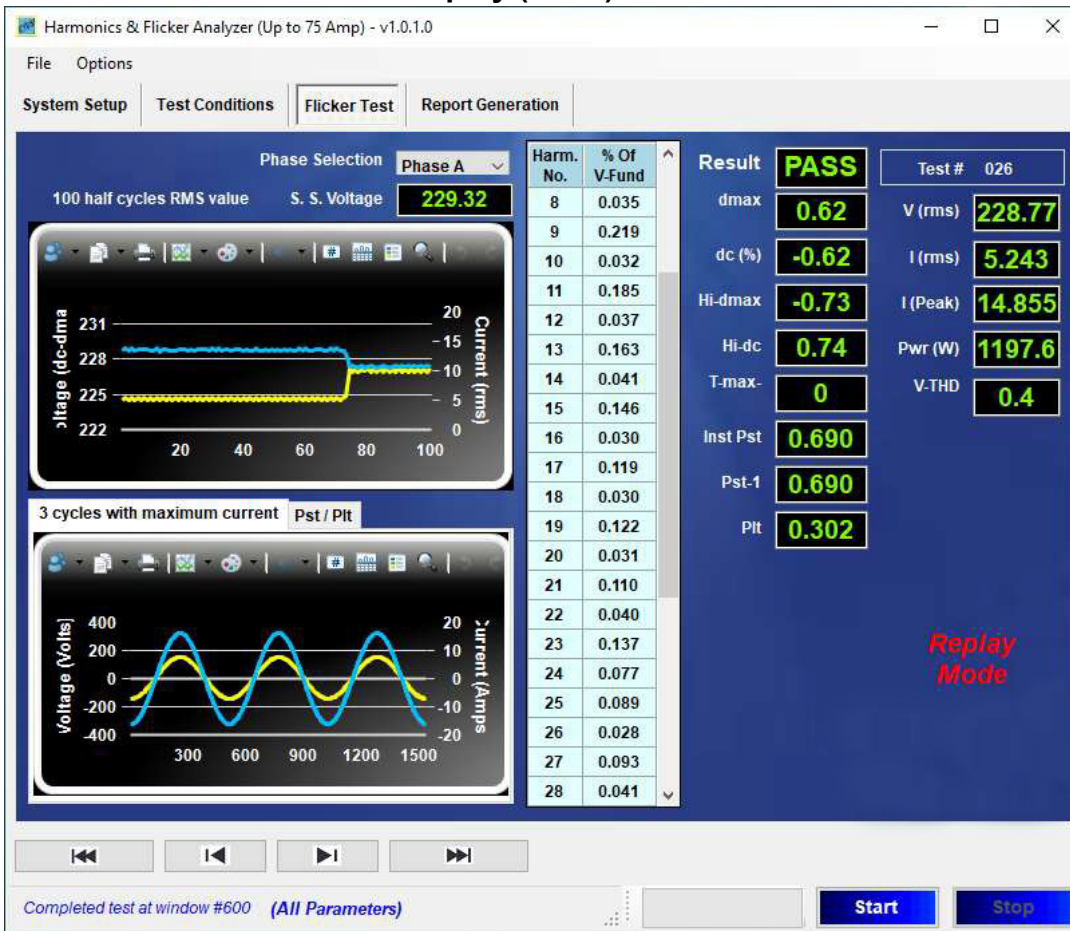 Harmonics & Flicker Analyzer (Up to 75 Amp) - v1.0.1.0
File Options
System Setup Test Conditions Flicker Test Report Generation
Phase Selection Phase A
100 half cycles RMS value S. S. Voltage 229.32
ltage (dc-dma
231
228
225
222
20
15
10
5
0
Current (rms)
20 40 60 80 100
3 cycles with maximum current Pst / Plt
Voltage (Volts)
400
200
0
-200
-400
20
10
0
-10
-20
urrent (Amps
300 600 900 1200 1500
Harm. No. % Of V-Fund
8 0.035
9 0.219
10 0.032
11 0.185
12 0.037
13 0.163
14 0.041
15 0.146
16 0.030
17 0.119
18 0.030
19 0.122
20 0.031
21 0.110
22 0.040
23 0.137
24 0.077
25 0.089
26 0.028
27 0.093
28 0.041
Result PASS
dmax 0.62
dc (%) -0.62
Hi-dmax -0.73
Hi-dc 0.74
T-max- 0
Inst Pst 0.690
Pst-1 0.690
Plt 0.302
Test # 026
V (rms) 228.77
I (rms) 5.243
I (Peak) 14.855
Pwr (W) 1197.6
V-THD 0.4
Replay
Mode
Completed test at window #600 (All Parameters)
Start Stop